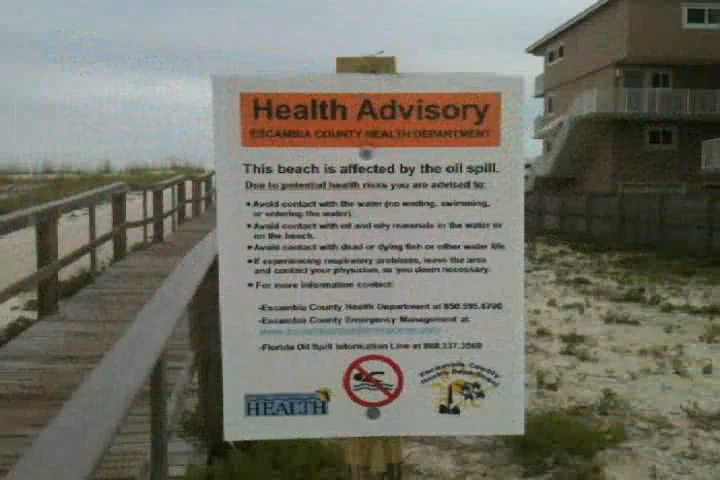 Health Advisory
ESCAMBIA COUNTY HEALTH DEPARTMENT
This beach is affected by the oil spill.
Due to potential health risks you are advised to:
• Avoid contact with the water (no wading, swimming,
or entering the water).
• Avoid contact with oil and oily materials in the water or
on the beach.
• Avoid contact with dead or dying fish or other water life.
• If experiencing respiratory problems, leave the area
and contact your physician, as you deem necessary.
• For more information contact:
-Escambia County Health Department at 850.595.6700
-Escambia County Emergency Management at
-Florida Oil Spill Information Line at 888.337.3569
HEALTH
Escambia County
Health Department